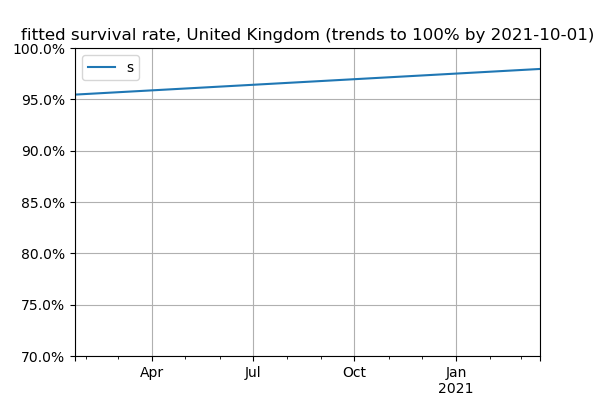 fitted survival rate, United Kingdom (trends to 100% by 2021-10-01)
100.0%
s
95.0%
90.0%
85.0%
80.0%
75.0%
70.0%
Apr Jul Oct Jan
2021